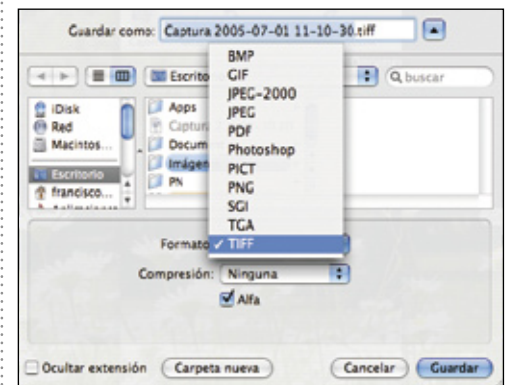 Guardar como: Captura 2005-07-01 11-10-30.tiff
buscar
iDisk
Red
Macintos...
Escritorio
francisco...
Escrito
Apps
Captur
Docum
Imágen
PN
BMP
GIF
JPEG-2000
JPEG
PDF
Photoshop
PICT
PNG
SGI
TGA
TIFF
Formato
Compresión: Ninguna
Alfa
Ocultar extensión Carpeta nueva Cancelar Guardar